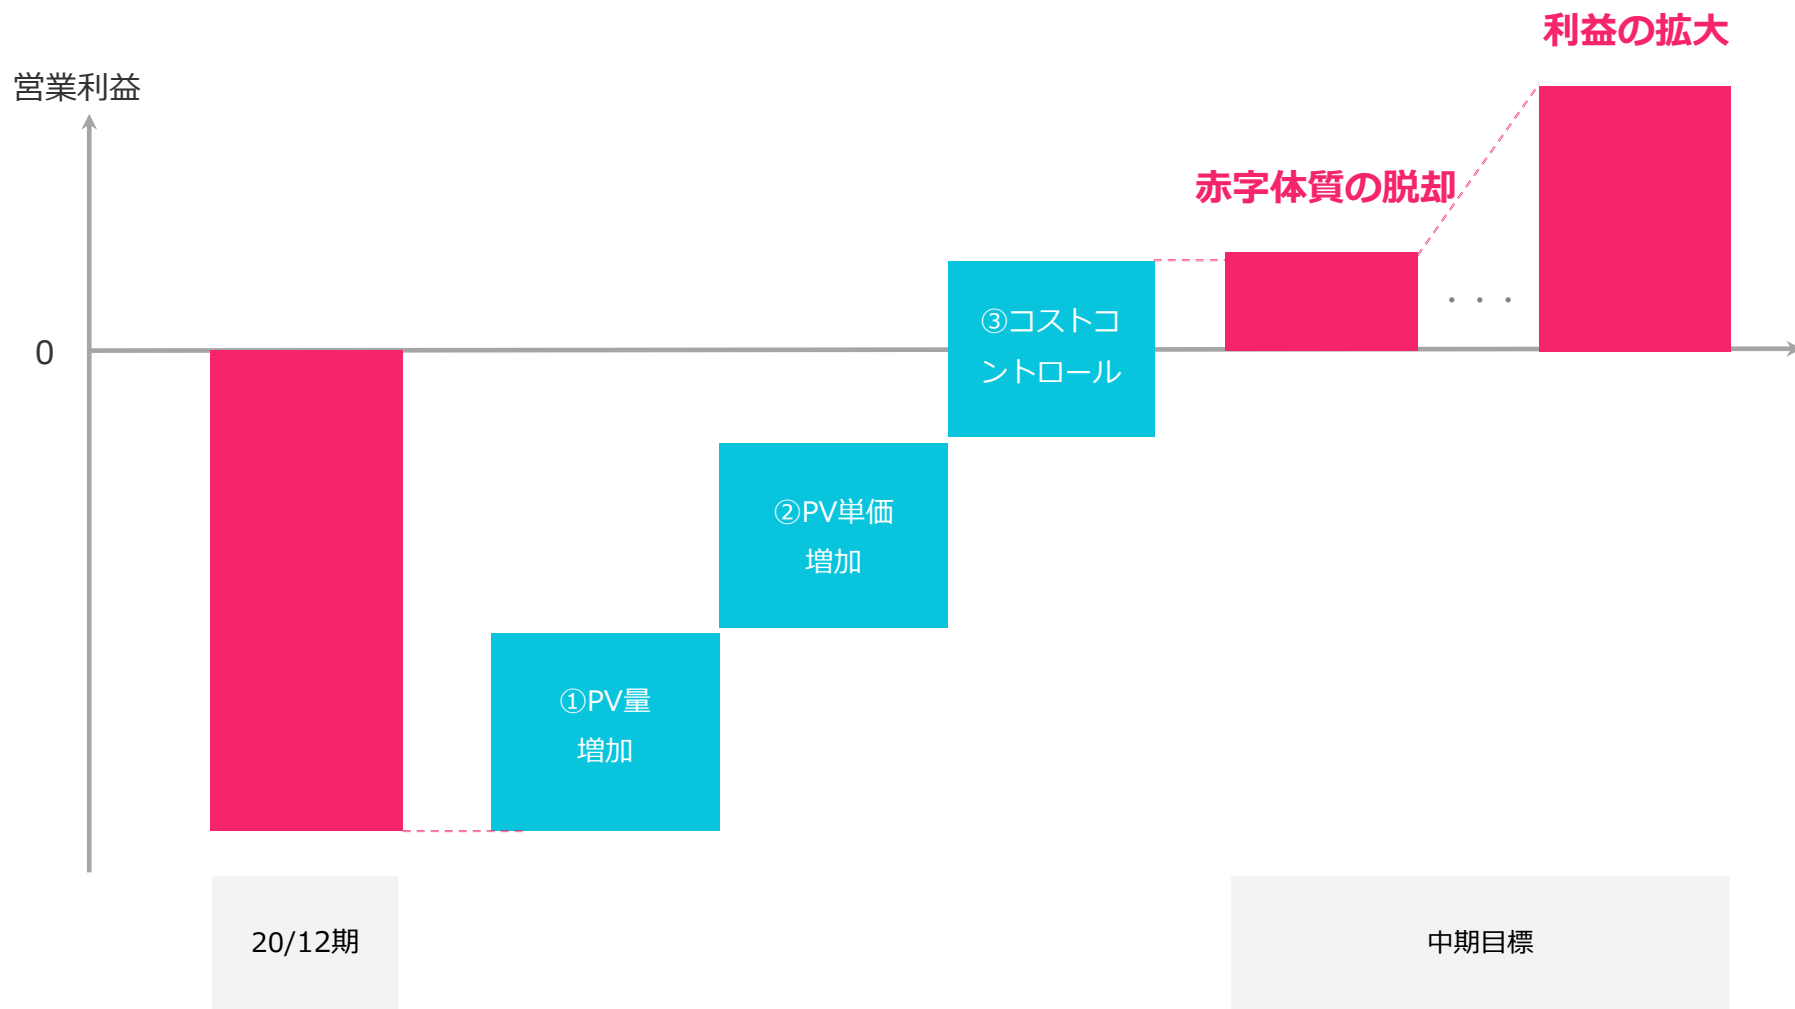 利益の拡大
営業利益
赤字体質の脱却
③コストコ
ントロール
・・・
0
②PV単価
増加
①PV量
増加
20/12期
中期目標